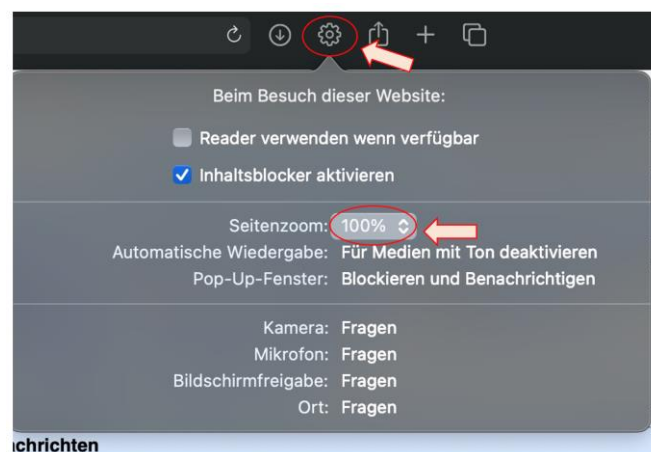 Beim Besuch dieser Website:
Reader verwenden wenn verfügbar
Inhaltsblocker aktivieren
Seitenzoom: 100%
Automatische Wiedergabe: Für Medien mit Ton deaktivieren
Pop-Up-Fenster: Blockieren und Benachrichtigen
Kamera: Fragen
Mikrofon: Fragen
Bildschirmfreigabe: Fragen
Ort: Fragen
chrichten